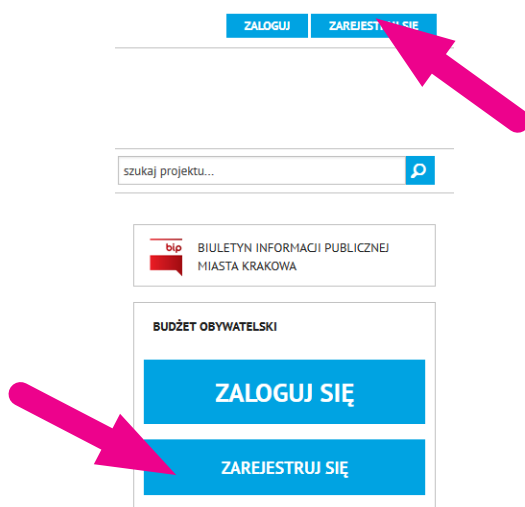 ZALOGUJ ZAREJESTRUJ SIĘ
szukaj projektu...
bip BIULETYN INFORMACJI PUBLICZNEJ
MIASTA KRAKOWA
BUDŻET OBYWATELSKI
ZALOGUJ SIĘ
ZAREJESTRUJ SIĘ